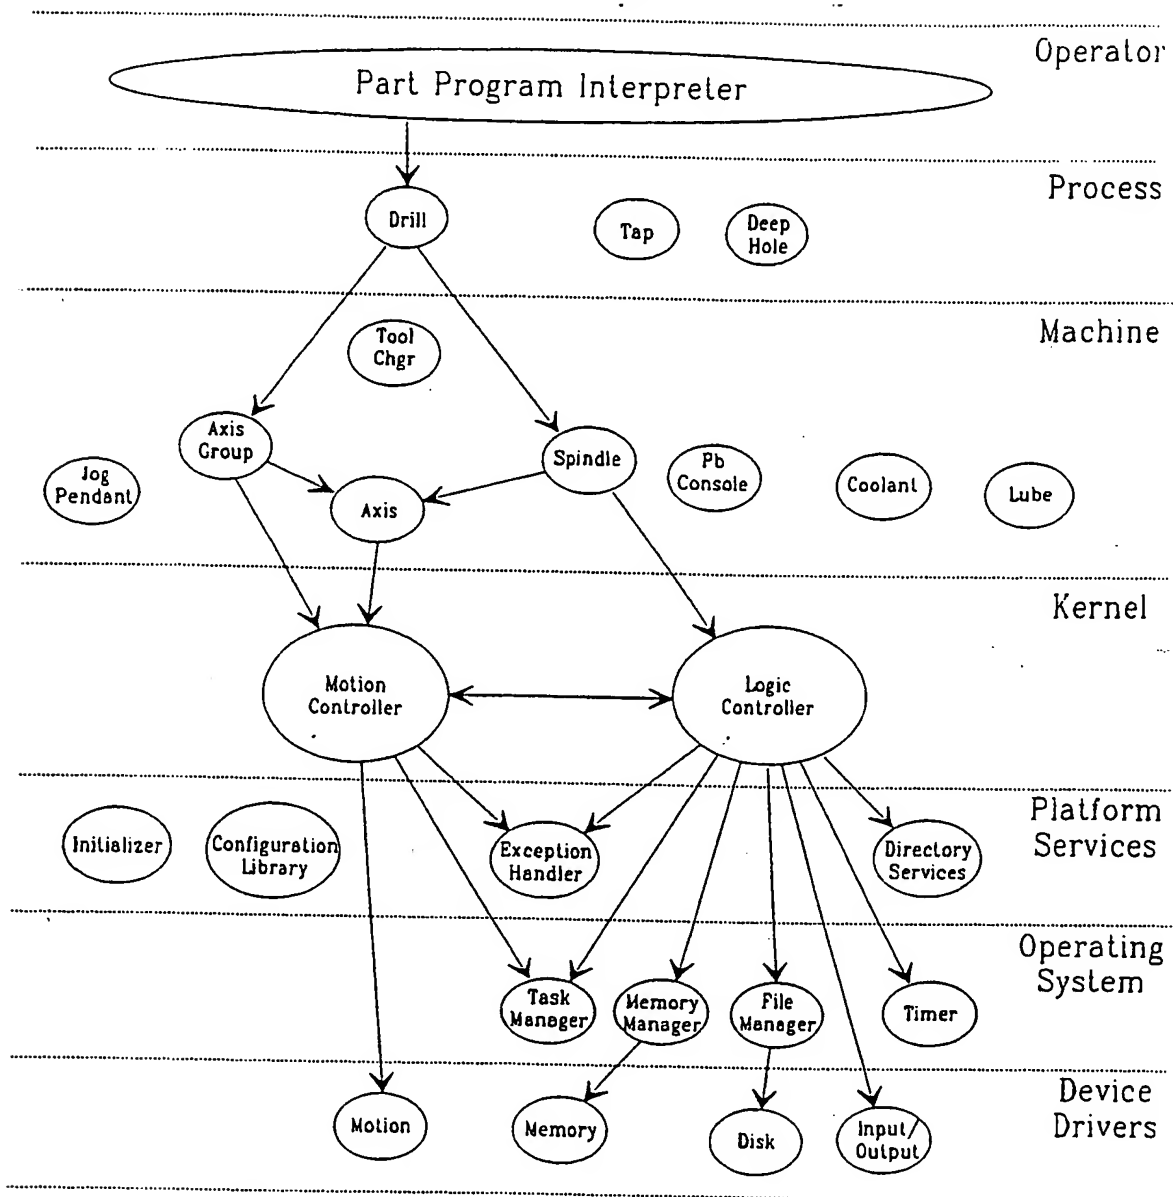 Operator
Part Program Interpreter
Process
Drill
Tap
Deep
Hole
Machine
Tool
Chgr
Axis
Group
Spindle
Pb
Console
Jog
Pendant
Coolant
Lube
Axis
Kernel
Motion
Controller
Logic
Controller
Platform
Services
Initializer
Configuration
Library
Exception
Handler
Directory
Services
Operating
System
Task
Manager
Memory
Manager
File
Manager
Timer
Device
Drivers
Motion
Memory
Disk
Input/
Output